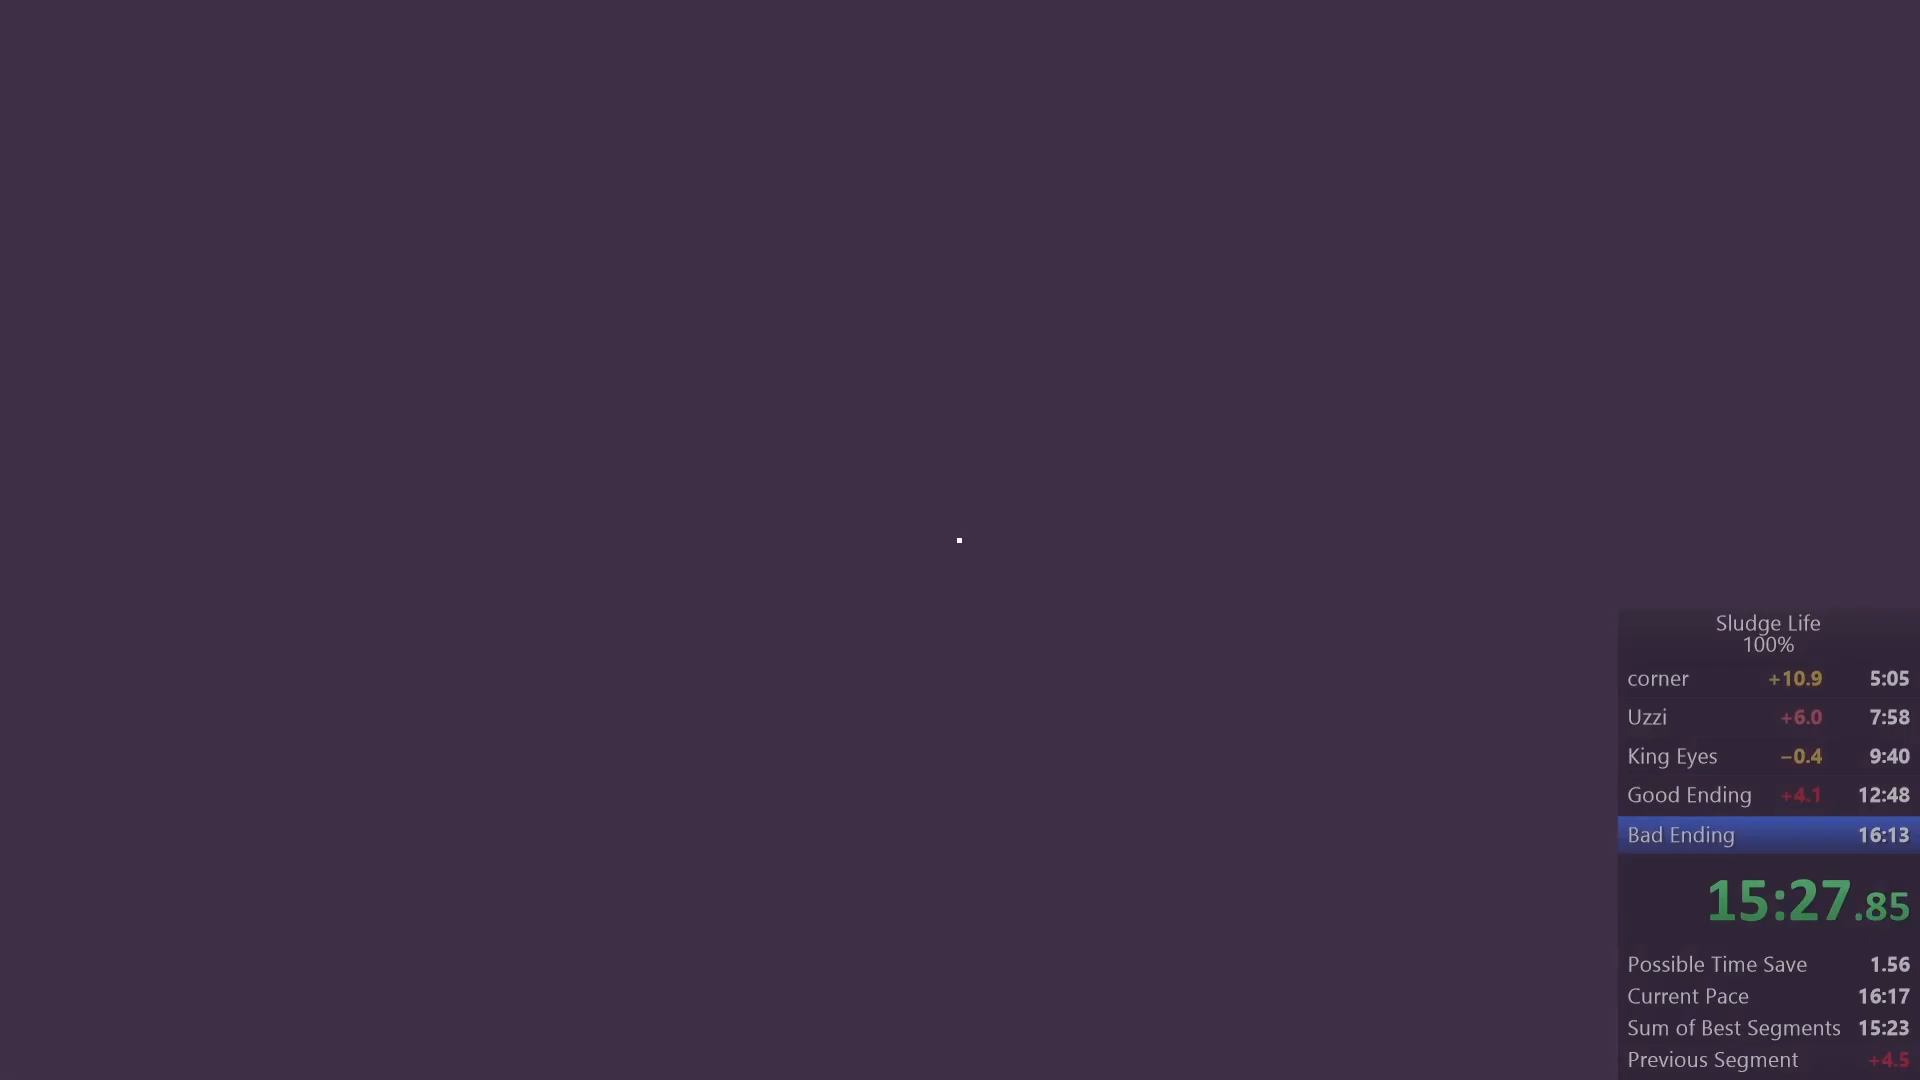 Sludge Life
100%
corner +10.9 5:05
Uzzi +6.0 7:58
King Eyes −0.4 9:40
Good Ending +4.1 12:48
Bad Ending 16:13
15:27.85
Possible Time Save 1.56
Current Pace 16:17
Sum of Best Segments 15:23
Previous Segment +4.5